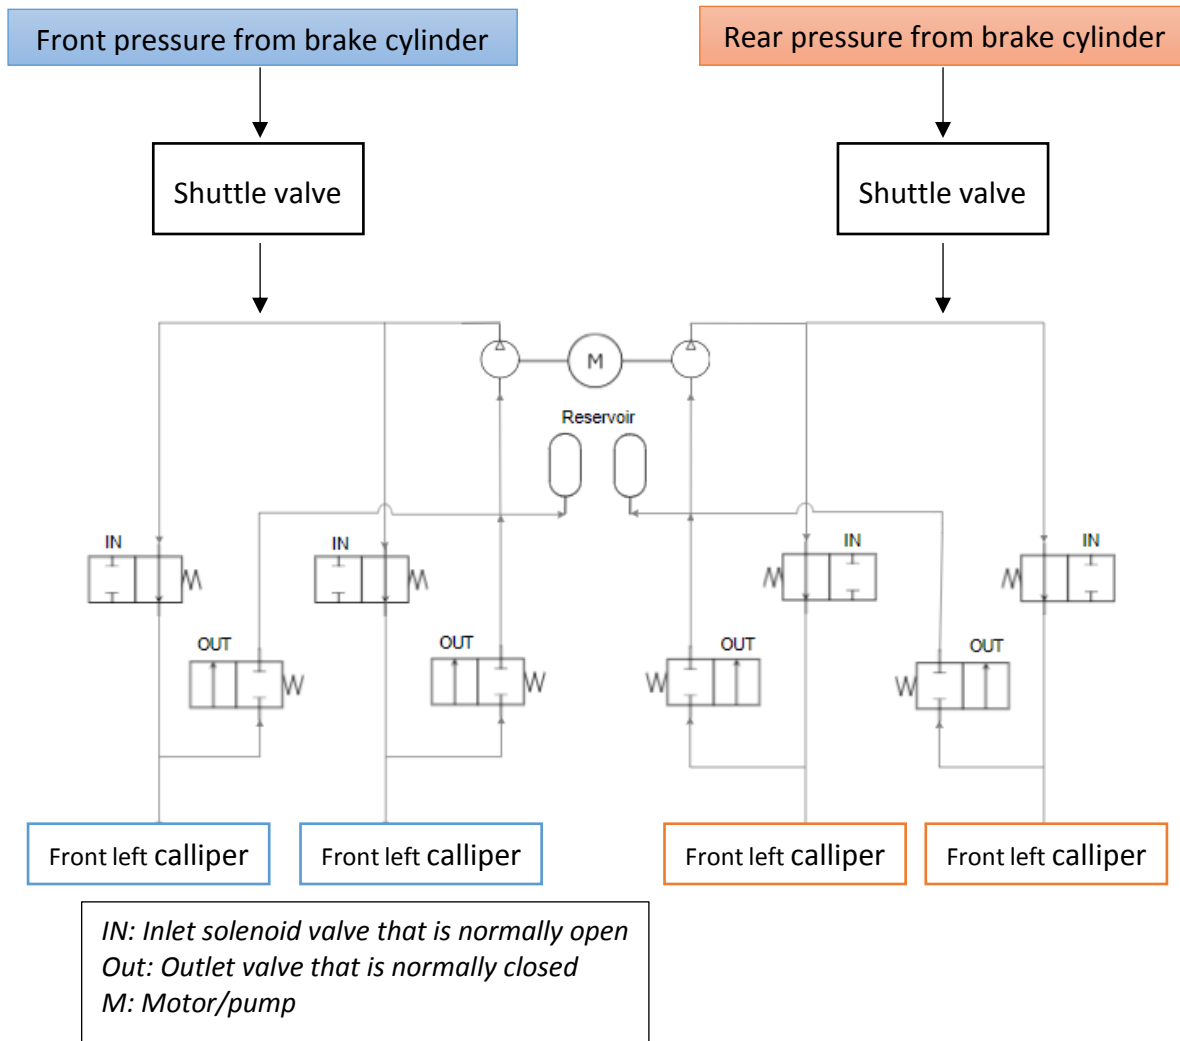 Front pressure from brake cylinder
Rear pressure from brake cylinder
Shuttle valve
Shuttle valve
M
Reservoir
IN
IN
IN
IN
OUT
OUT
OUT
OUT
Front left calliper
Front left calliper
Front left calliper
Front left calliper
IN: Inlet solenoid valve that is normally open
Out: Outlet valve that is normally closed
M: Motor/pump